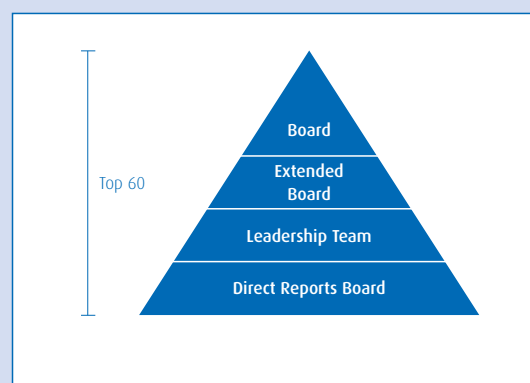 Board
Extended
Board
Top 60
Leadership Team
Direct Reports Board